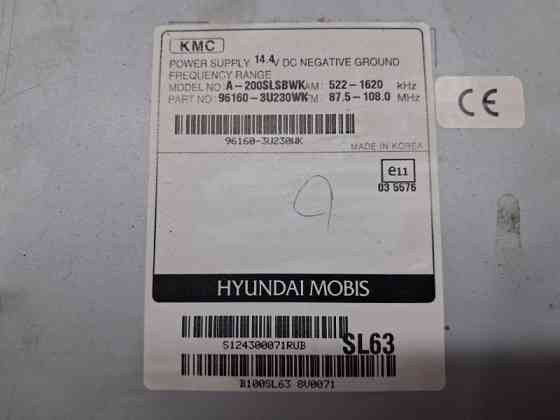 KMC
POWER SUPPLY 14.4V DC NEGATIVE GROUND
FREQUENCY RANGE
MODEL NO: A-200SLSBWK AM: 522-1620 kHz
PART NO: 96160-3U230WK FM: 87.5-108.0 MHz
CE
96160-3U230WK
MADE IN KOREA
e11
03 5576
9
HYUNDAI MOBIS
S124300071RUB
SL63
B100SL63 8V0071